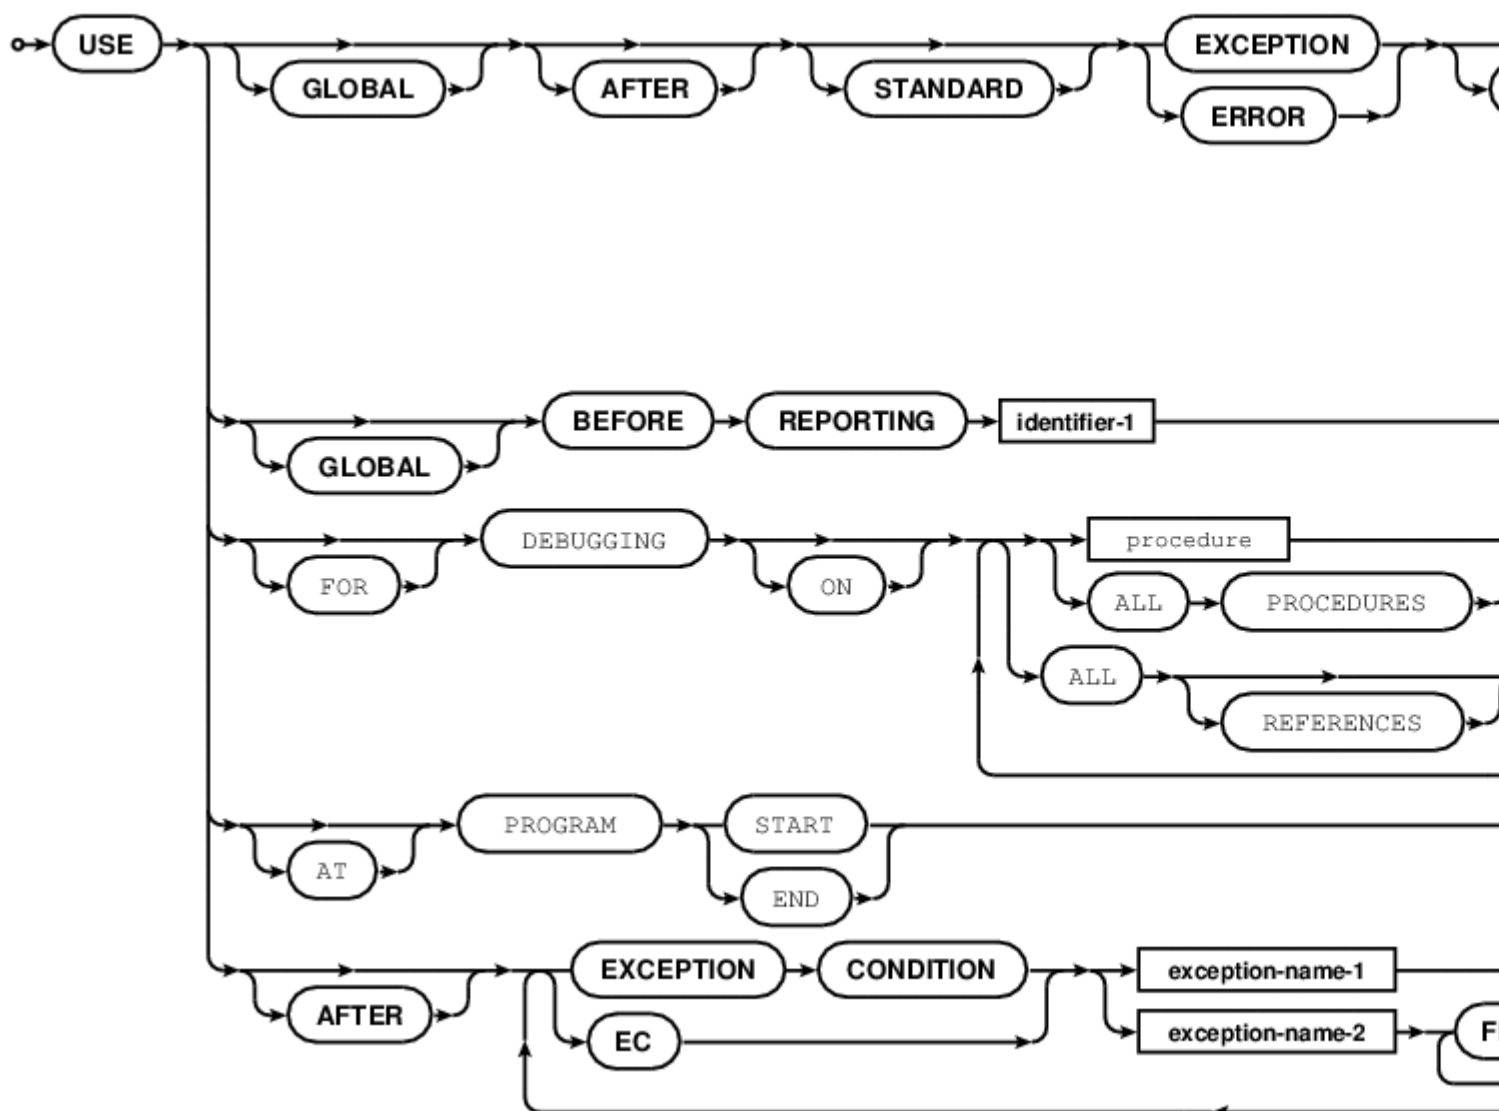 USE EXCEPTION
GLOBAL AFTER STANDARD
ERROR
BEFORE REPORTING identifier-1
GLOBAL
DEBUGGING procedure
FOR ON
ALL PROCEDURES
ALL
REFERENCES
PROGRAM START
AT
END
EXCEPTION CONDITION exception-name-1
AFTER
EC exception-name-2